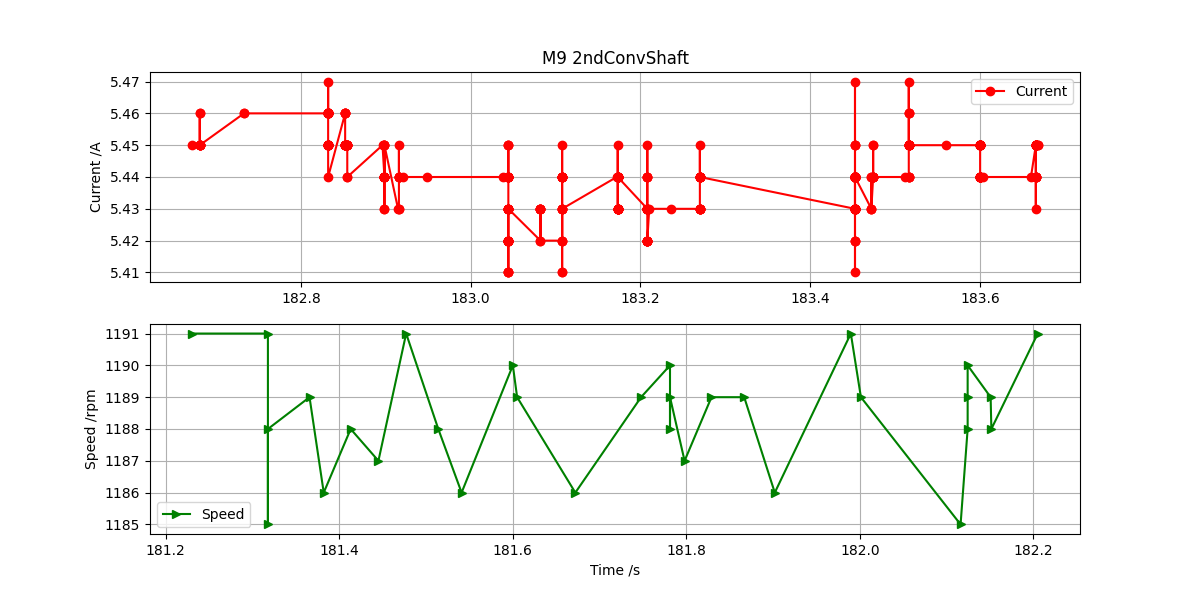 M9 2ndConvShaft
Current /A
5.47
5.46
5.45
5.44
5.43
5.42
5.41
Current
182.8 183.0 183.2 183.4 183.6
Speed /rpm
1191
1190
1189
1188
1187
1186
1185
Speed
181.2 181.4 181.6 181.8 182.0 182.2
Time /s